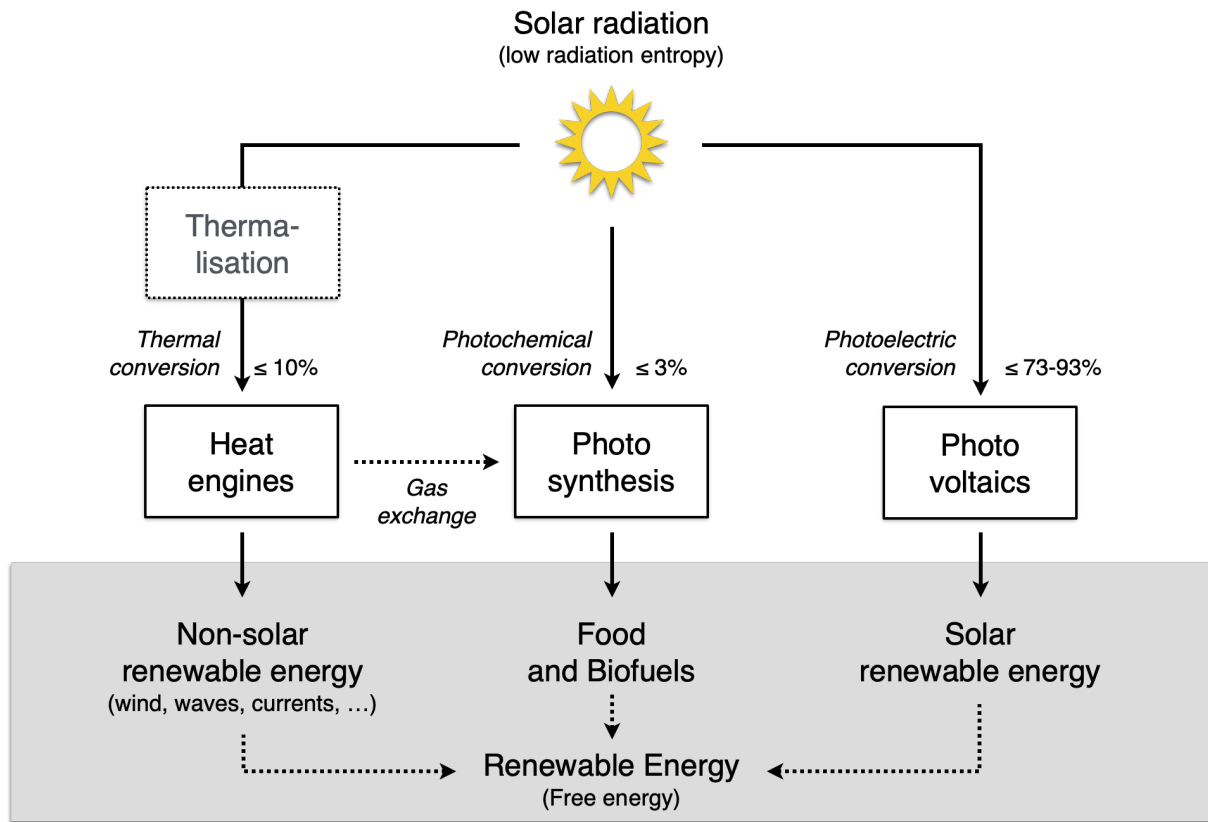 Solar radiation
(low radiation entropy)
Therma-
lisation
Thermal
conversion
≤ 10%
Photochemical
conversion
≤ 3%
Photoelectric
conversion
≤ 73-93%
Heat
engines
Gas
exchange
Photo
synthesis
Photo
voltaics
Non-solar
renewable energy
(wind, waves, currents, …)
Food
and Biofuels
Solar
renewable energy
Renewable Energy
(Free energy)